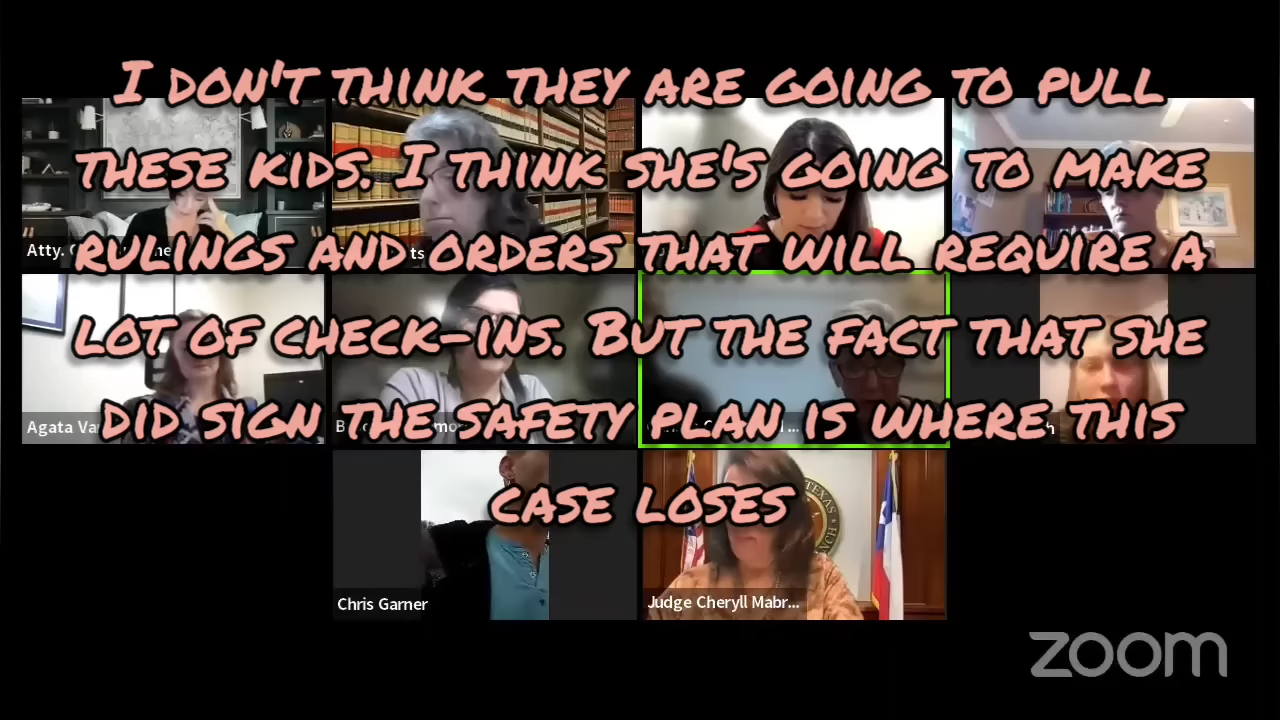 I DON'T THINK THEY ARE GOING TO PULL
THESE KIDS. I THINK SHE'S GOING TO MAKE
RULINGS AND ORDERS THAT WILL REQUIRE A
LOT OF CHECK-INS. BUT THE FACT THAT SHE
DID SIGN THE SAFETY PLAN IS WHERE THIS
CASE LOSES
Atty.
Agata
Chris Garner
Judge Cheryll Mabr...
TEXAS
zoom